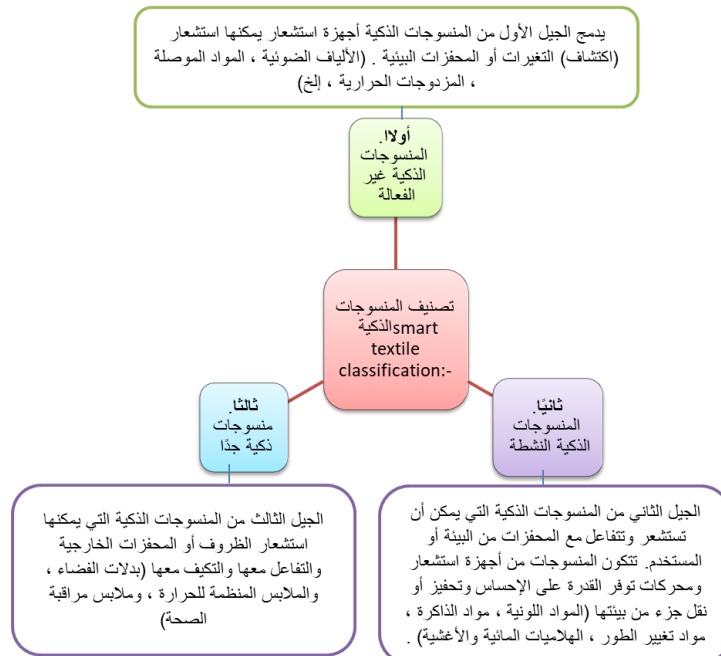 يدمج الجيل الأول من المنسوجات الذكية أجهزة استشعار يمكنها استشعار
(اكتشاف) التغيرات أو المحفزات البيئية . (الألياف الضوئية ، المواد الموصلة
، المزدوجات الحرارية ، إلخ)
أولاا.
المنسوجات
الذكية غير
الفعالة
تصنيف المنسوجات
الذكيةsmart
textile
classification:-
ثانيًا.
المنسوجات
الذكية النشطة
ثالثا.
منسوجات
ذكية جدًا
الجيل الثاني من المنسوجات الذكية التي يمكن أن
تستشعر وتتفاعل مع المحفزات من البيئة أو
المستخدم. تتكون المنسوجات من أجهزة استشعار
ومحركات توفر القدرة على الإحساس وتحفيز أو
نقل جزء من بيئتها (المواد اللونية ، مواد الذاكرة ،
مواد تغيير الطور ، الهلاميات المائية والأغشية) .
الجيل الثالث من المنسوجات الذكية التي يمكنها
استشعار الظروف أو المحفزات الخارجية
والتفاعل معها والتكيف معها (بدلات الفضاء ،
والملابس المنظمة للحرارة ، وملابس مراقبة
الصحة)